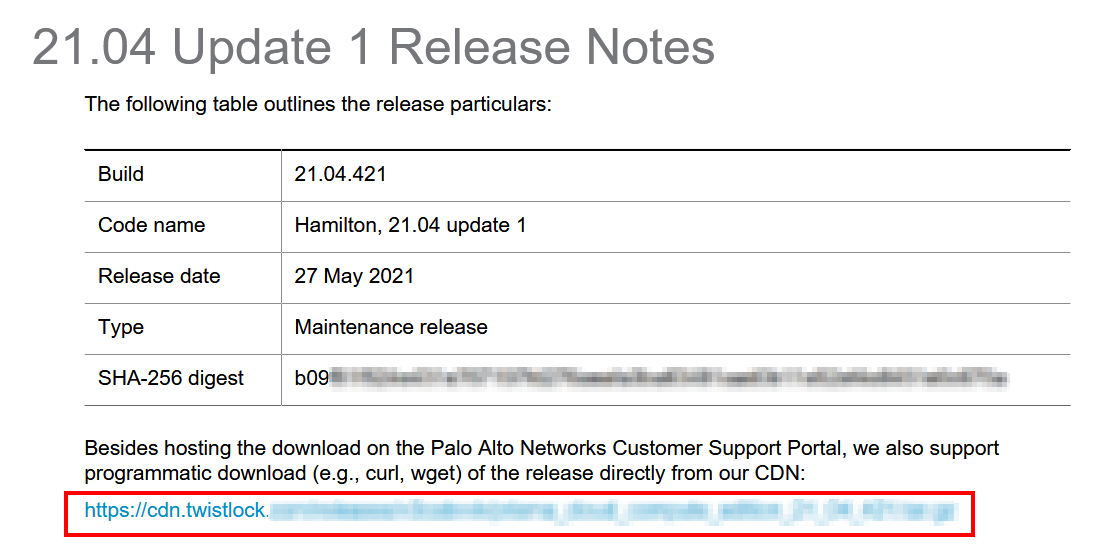 21.04 Update 1 Release Notes
The following table outlines the release particulars:
Build 21.04.421
Code name Hamilton, 21.04 update 1
Release date 27 May 2021
Type Maintenance release
SHA-256 digest b09
Besides hosting the download on the Palo Alto Networks Customer Support Portal, we also support
programmatic download (e.g., curl, wget) of the release directly from our CDN:
https://cdn.twistlock.